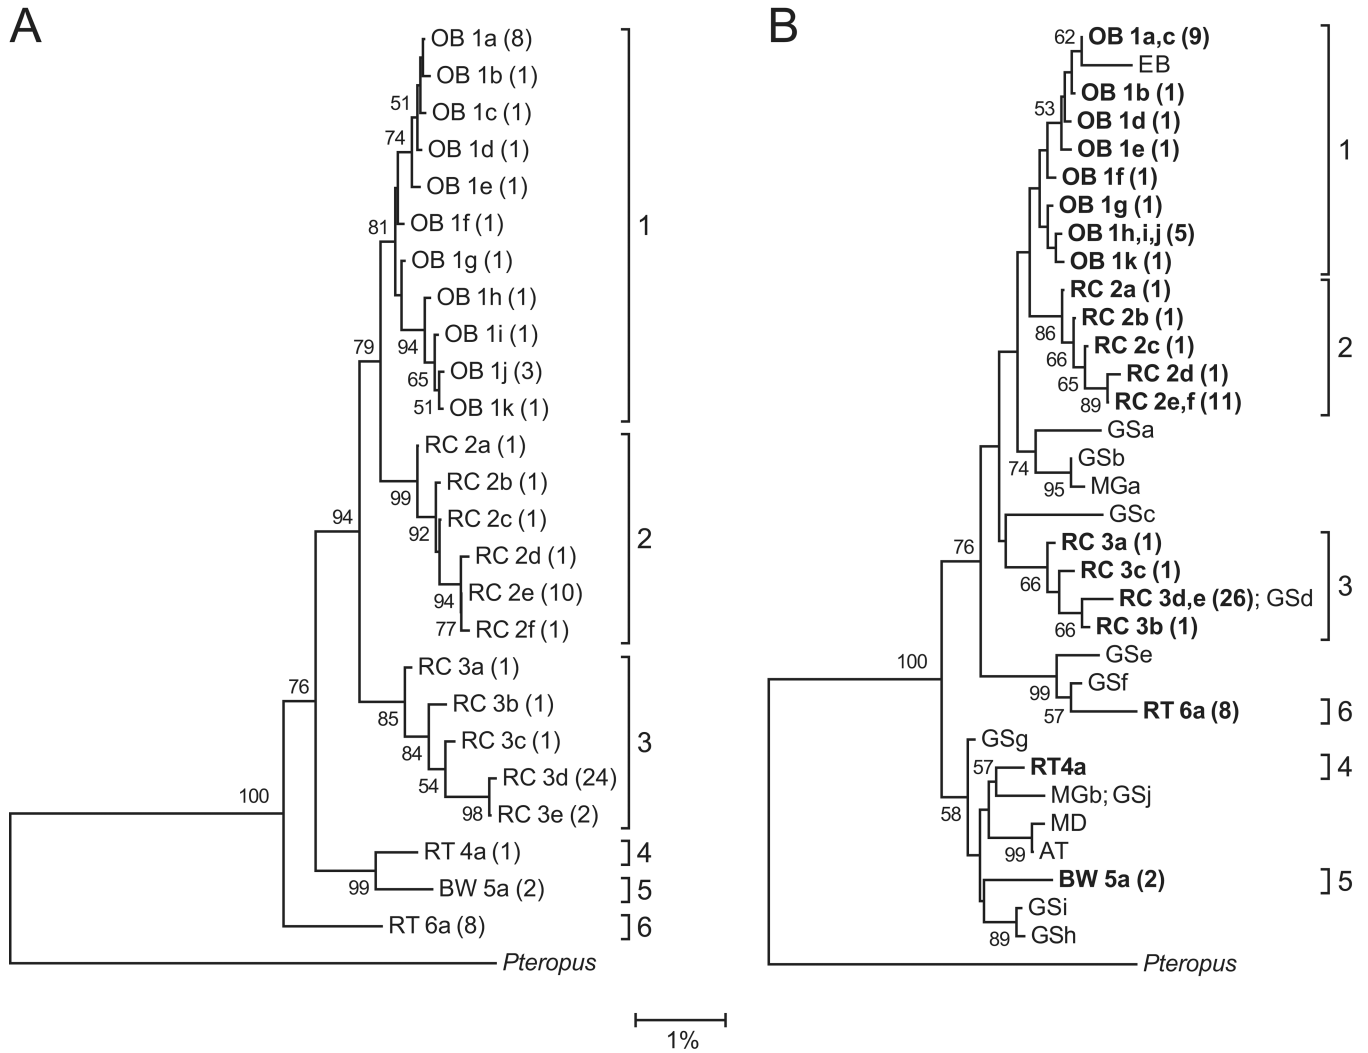 A
OB 1a (8)
OB 1b (1)
OB 1c (1)
51
OB 1d (1)
74
OB 1e (1)
OB 1f (1)
81
1
OB 1g (1)
OB 1h (1)
OB 1i (1)
79
94
OB 1j (3)
65
OB 1k (1)
51
RC 2a (1)
RC 2b (1)
99
RC 2c (1)
94
92
2
RC 2d (1)
RC 2e (10)
94
RC 2f (1)
77
RC 3a (1)
76
RC 3b (1)
85
RC 3c (1)
84
3
RC 3d (24)
54
100
RC 3e (2)
98
RT 4a (1)
4
BW 5a (2)
99
5
RT 6a (8)
6
Pteropus
1%
B
OB 1a,c (9)
62
EB
OB 1b (1)
53
OB 1d (1)
OB 1e (1)
1
OB 1f (1)
OB 1g (1)
OB 1h,i,j (5)
OB 1k (1)
RC 2a (1)
RC 2b (1)
86
RC 2c (1)
2
66
RC 2d (1)
65
RC 2e,f (11)
89
GSa
GSb
74
MGa
95
GSc
RC 3a (1)
76
RC 3c (1)
66
3
RC 3d,e (26); GSd
RC 3b (1)
66
GSe
100
GSf
99
RT 6a (8)
57
6
GSg
RT4a
57
4
MGb; GSj
58
MD
AT
99
BW 5a (2)
5
GSi
GSh
89
Pteropus